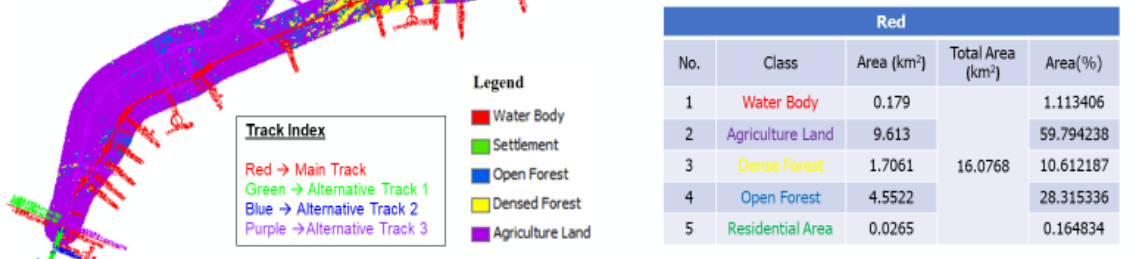 Track Index
Red → Main Track
Green → Alternative Track 1
Blue → Alternative Track 2
Purple →Alternative Track 3
Legend
Water Body
Settlement
Open Forest
Densed Forest
Agriculture Land
Red
No. Class Area (km²) Total Area (km²) Area(%)
1 Water Body 0.179 1.113406
2 Agriculture Land 9.613 59.794238
3 Dense Forest 1.7061 16.0768 10.612187
4 Open Forest 4.5522 28.315336
5 Residential Area 0.0265 0.164834